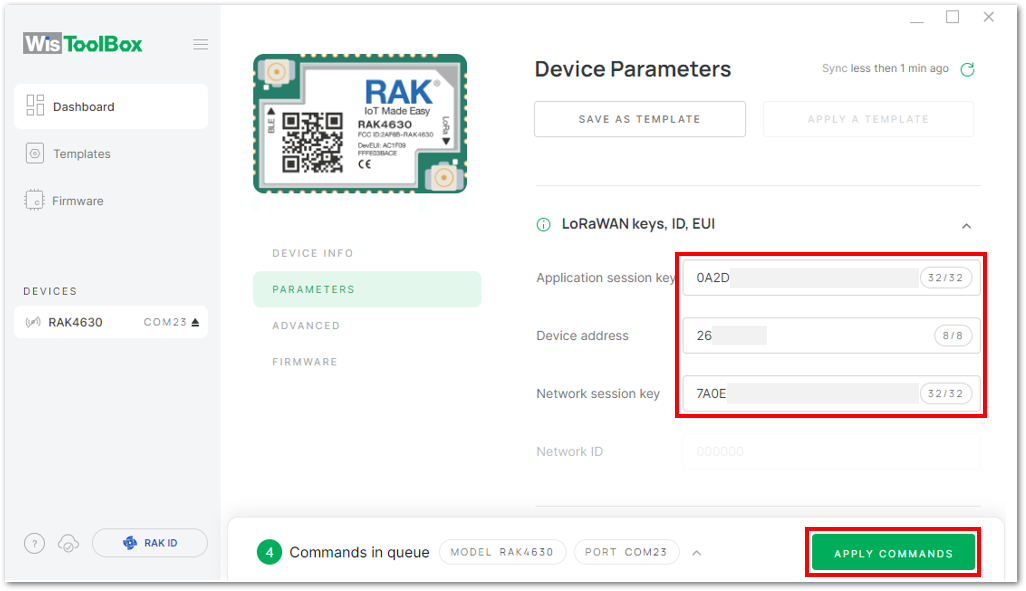 WisToolBox
Dashboard
Templates
Firmware
DEVICES
RAK4630 COM23
?
RAK ID
RAK®
IoT Made Easy
RAK4630
FCC ID:2AF6B-RAK4630
DevEUI: AC1F09
FFFE03BACE
CE
BLE
LoRa
DEVICE INFO
PARAMETERS
ADVANCED
FIRMWARE
Device Parameters
Sync less then 1 min ago
SAVE AS TEMPLATE
APPLY A TEMPLATE
LoRaWAN keys, ID, EUI
Application session key 0A2D 32/32
Device address 26 8/8
Network session key 7A0E 32/32
Network ID 000000
4 Commands in queue MODEL RAK4630 PORT COM23
APPLY COMMANDS